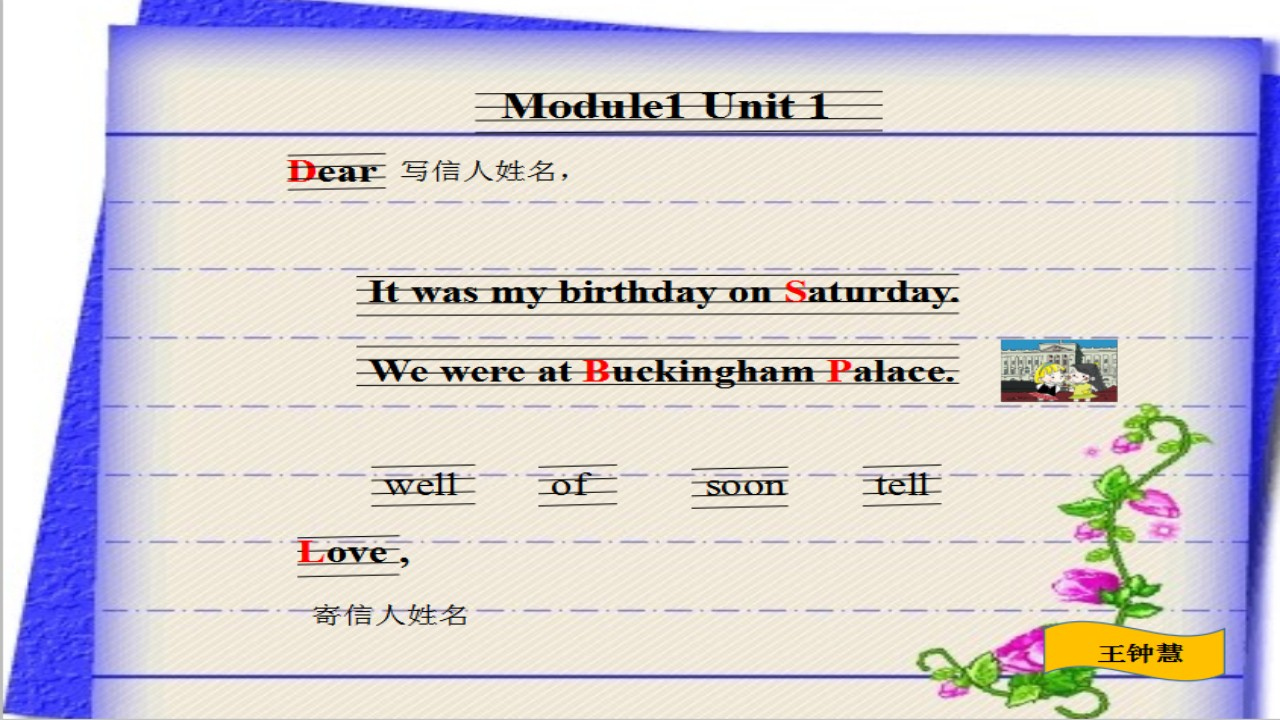 Module1 Unit 1
Dear 写信人姓名，
It was my birthday on Saturday.
We were at Buckingham Palace.
well of soon tell
Love ,
寄信人姓名
王钟慧